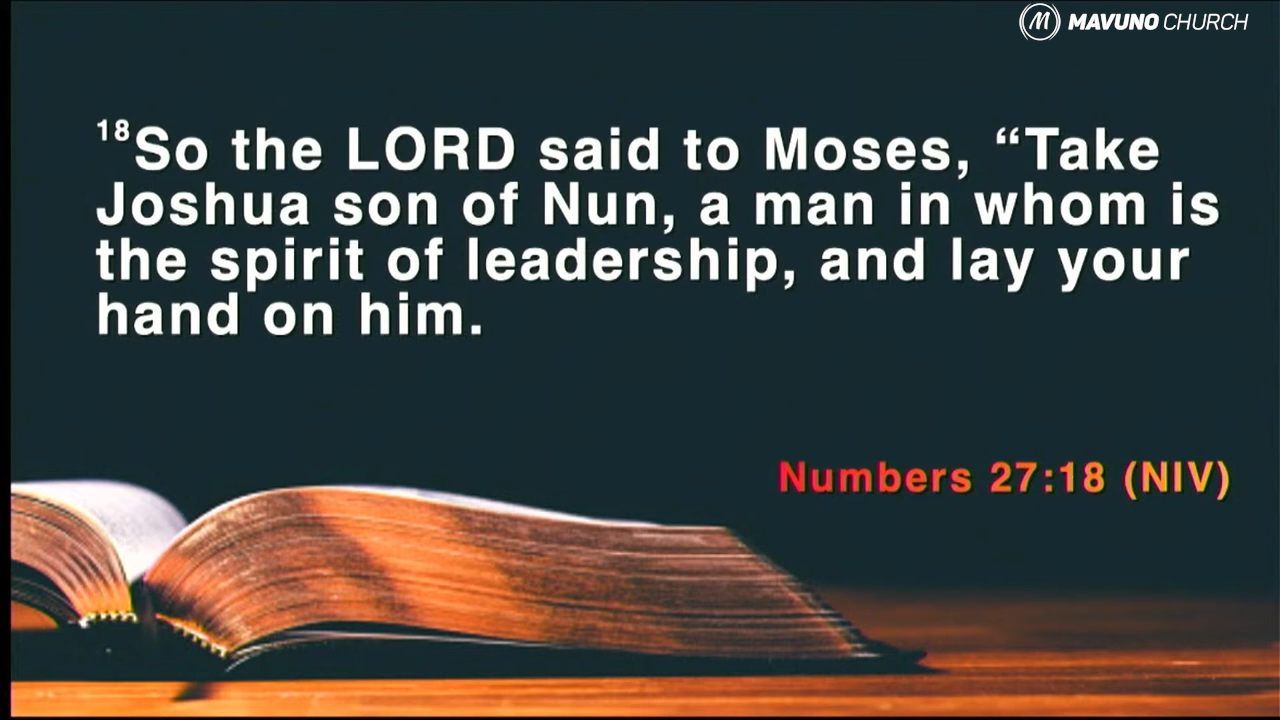 MAVUNO CHURCH
18So the LORD said to Moses, “Take
Joshua son of Nun, a man in whom is
the spirit of leadership, and lay your
hand on him.
Numbers 27:18 (NIV)